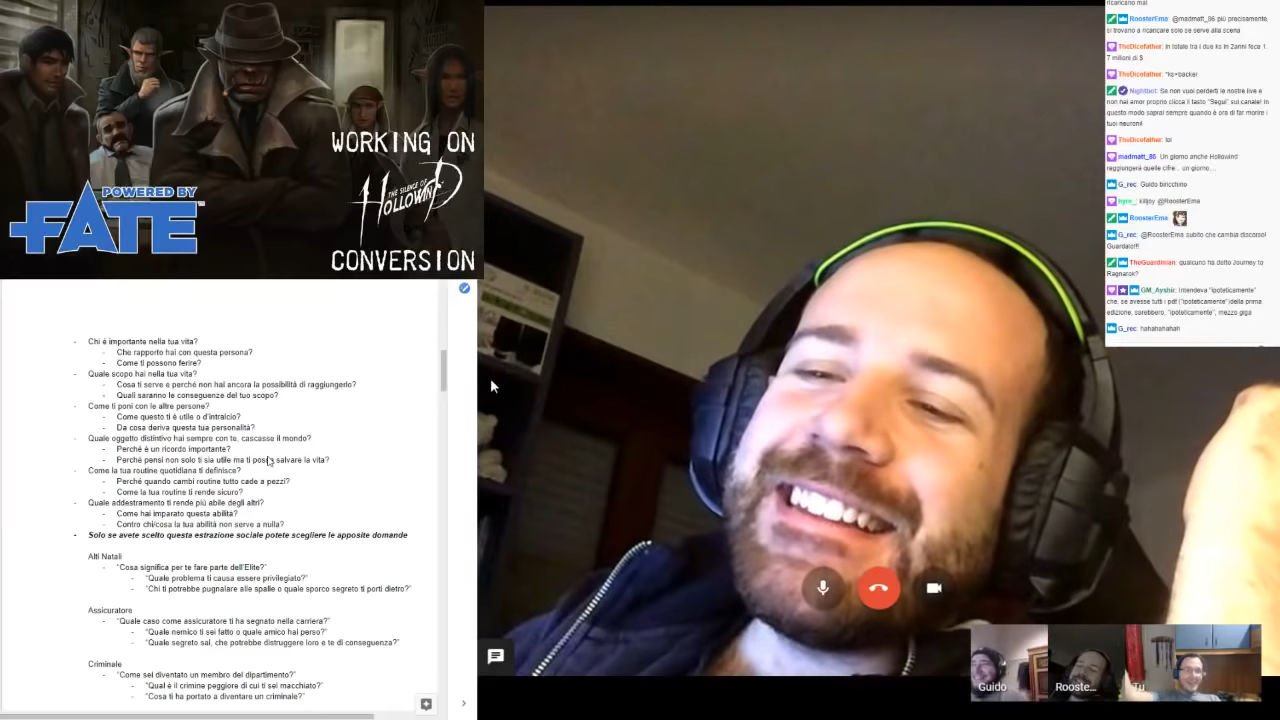 WORKING ON
THE SILENCE OF
HOLLOWIND
CONVERSION
POWERED BY
FATE
- Chi è importante nella tua vita?
- Che rapporto hai con questa persona?
- Come ti possono ferire?
- Quale scopo hai nella tua vita?
- Cosa ti serve e perché non hai ancora la possibilità di raggiungerlo?
- Quali saranno le conseguenze del tuo scopo?
- Come ti poni con le altre persone?
- Come questo ti è utile o d'intralcio?
- Da cosa deriva questa tua personalità?
- Quale oggetto distintivo hai sempre con te, cascasse il mondo?
- Perché è un ricordo importante?
- Perché pensi non solo ti sia utile ma ti possa salvare la vita?
- Come la tua routine quotidiana ti definisce?
- Perché quando cambi routine tutto cade a pezzi?
- Come la tua routine ti rende sicuro?
- Quale addestramento ti rende più abile degli altri?
- Come hai imparato questa abilità?
- Contro chi/cosa la tua abilità non serve a nulla?
- Solo se avete scelto questa estrazione sociale potete scegliere le apposite domande
Alti Natali
- "Cosa significa per te fare parte dell'Elite?"
- "Quale problema ti causa essere privilegiato?"
- "Chi ti potrebbe pugnalare alle spalle o quale sporco segreto ti porti dietro?"
Assicuratore
- "Quale caso come assicuratore ti ha segnato nella carriera?"
- "Quale nemico ti sei fatto o quale amico hai perso?"
- "Quale segreto sai, che potrebbe distruggere loro e te di conseguenza?"
Criminale
- "Come sei diventato un membro del dipartimento?"
- "Qual è il crimine peggiore di cui ti sei macchiato?"
- "Cosa ti ha portato a diventare un criminale?"
ricaricano mai
RoosterEma: @madmatt_86 più precisamente,
si trovano a ricaricare solo se serve alla scena
TheDicefather: In totale tra i due ks in 2anni fece 1.
7 milioni di $
TheDicefather: *ks+backer
Nightbot: Se non vuoi perderti le nostre live e
non hai amor proprio clicca il tasto "Segui" sul canale! In
questo modo saprai sempre quando è ora di far morire i
tuoi neuroni!
TheDicefather: lol
madmatt_86: Un giorno anche Hollowind
raggiungerà quelle cifre... un giorno....
G_rec: Guido biricchino
killjoy @RoosterEma
RoosterEma:
G_rec: @RoosterEma subito che cambia discorso!
Guardalo!!!
TheGuardinian: qualcuno ha detto Journey to
Ragnarok?
GM_Ayshir: Intendeva "ipoteticamente"
che, se avesse tutti i pdf ("ipoteticamente")della prima
edizione, sarebbero, "ipoteticamente", mezzo giga
G_rec: hahahahahah
Guido
Rooste...
Tu